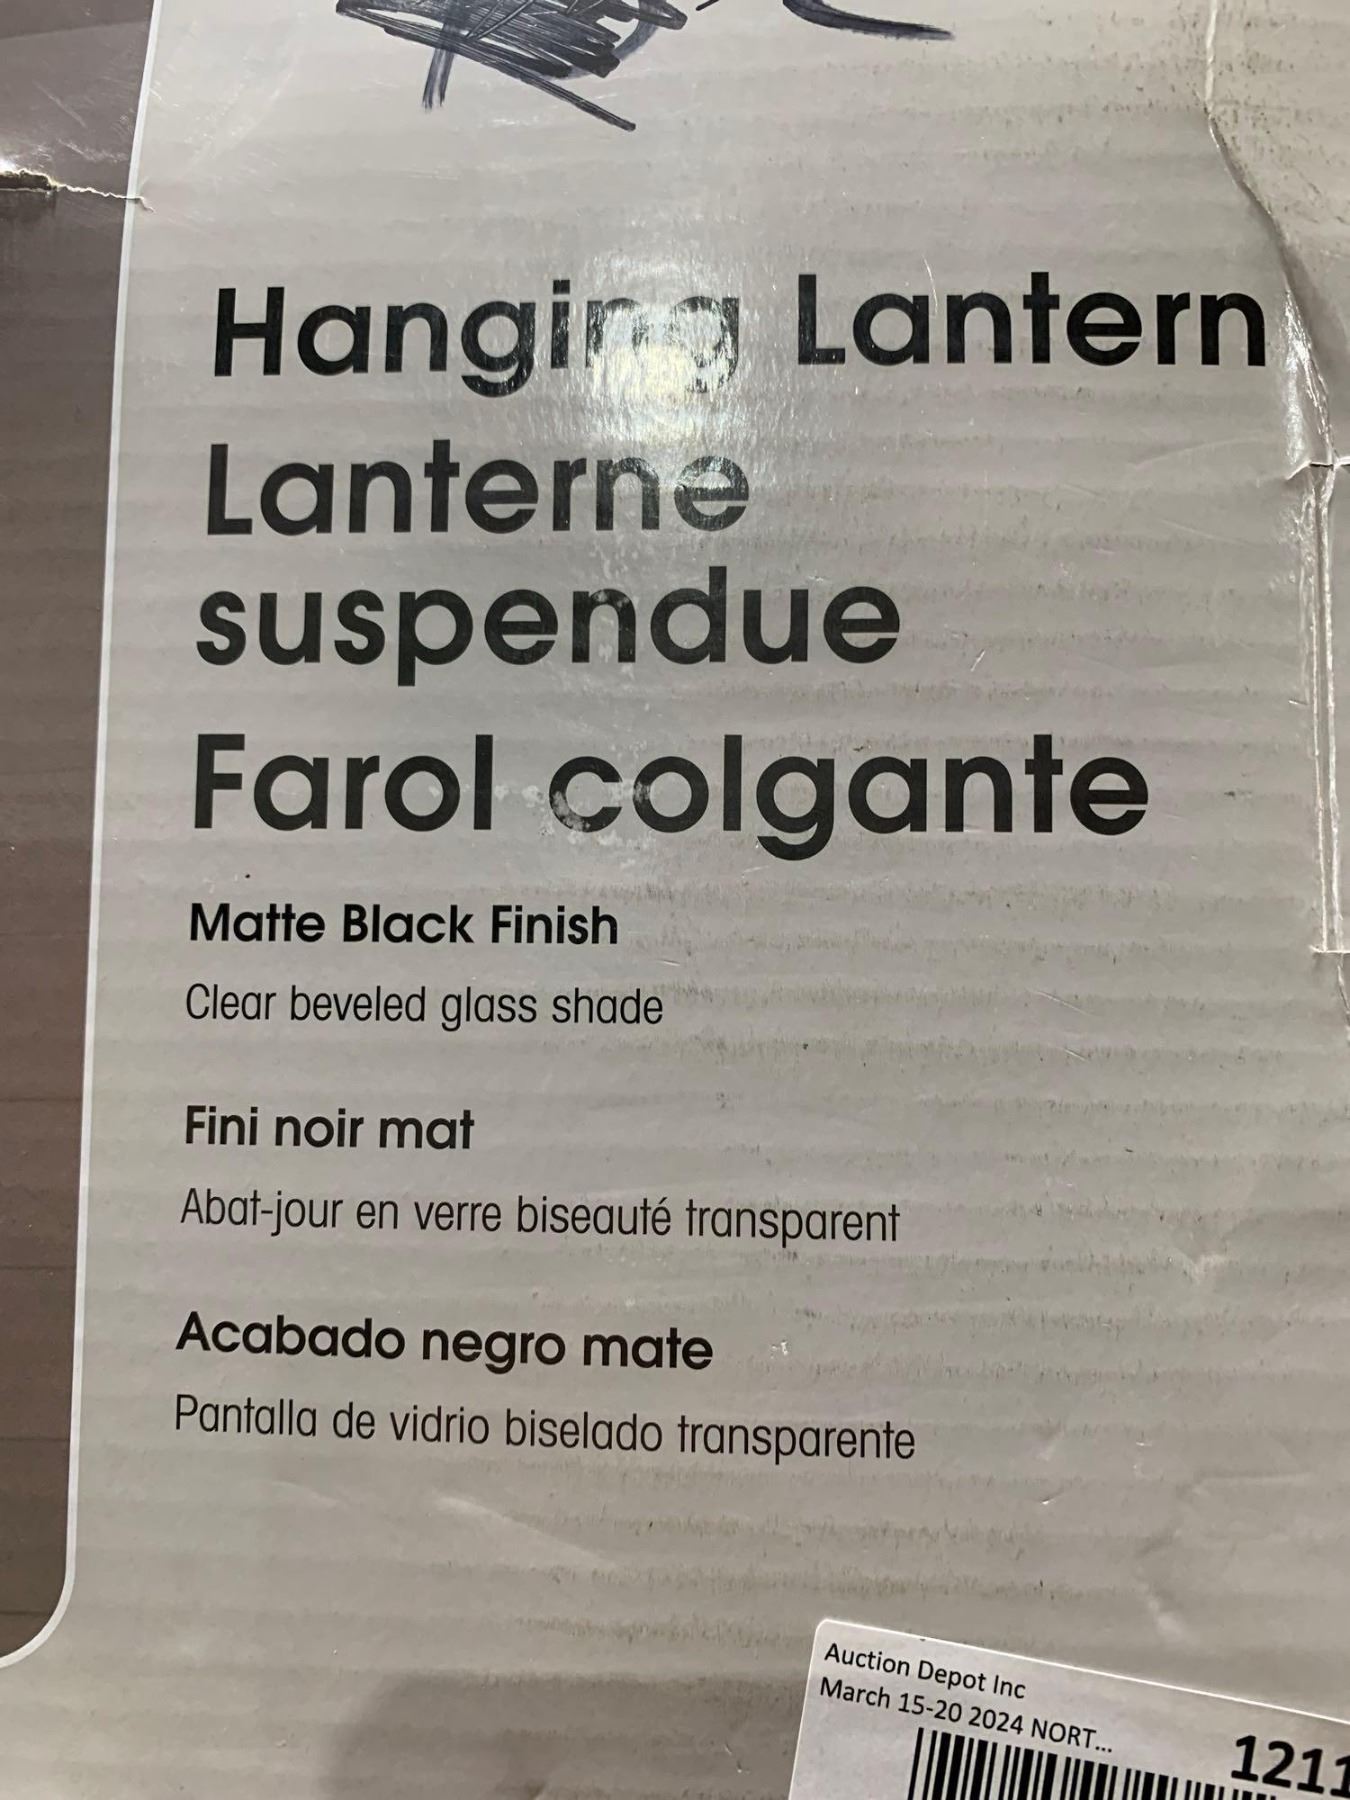 Hanging Lantern
Lanterne
suspendue
Farol colgante
Matte Black Finish
Clear beveled glass shade
Fini noir mat
Abat-jour en verre biseauté transparent
Acabado negro mate
Pantalla de vidrio biselado transparente
Auction Depot Inc
March 15-20 2024 NORT...
1211